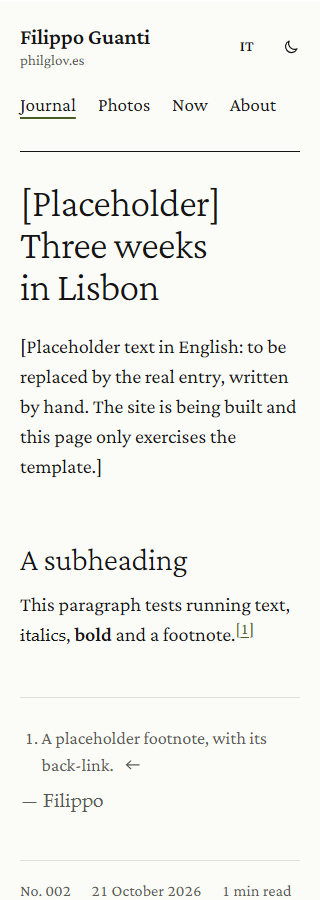 Filippo Guanti
philglov.es
IT
Journal Photos Now About
[Placeholder]
Three weeks
in Lisbon
[Placeholder text in English: to be
replaced by the real entry, written
by hand. The site is being built and
this page only exercises the
template.]
A subheading
This paragraph tests running text,
italics, bold and a footnote.[1]
1. A placeholder footnote, with its
back-link. ←
— Filippo
No. 002 21 October 2026 1 min read